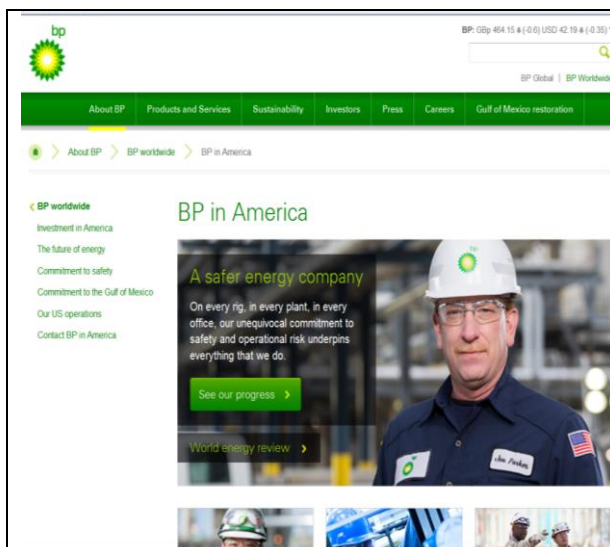 bp
BP: GBp 464.15 (-0.6) USD 42.19 (-0.35)
BP Global | BP Worldwide
About BP Products and Services Sustainability Investors Press Careers Gulf of Mexico restoration
About BP BP worldwide BP in America
BP worldwide
Investment in America
The future of energy
Commitment to safety
Commitment to the Gulf of Mexico
Our US operations
Contact BP in America
BP in America
A safer energy company
On every rig, in every plant, in every
office, our unequivocal commitment to
safety and operational risk underpins
everything that we do.
See our progress
World energy review
bp